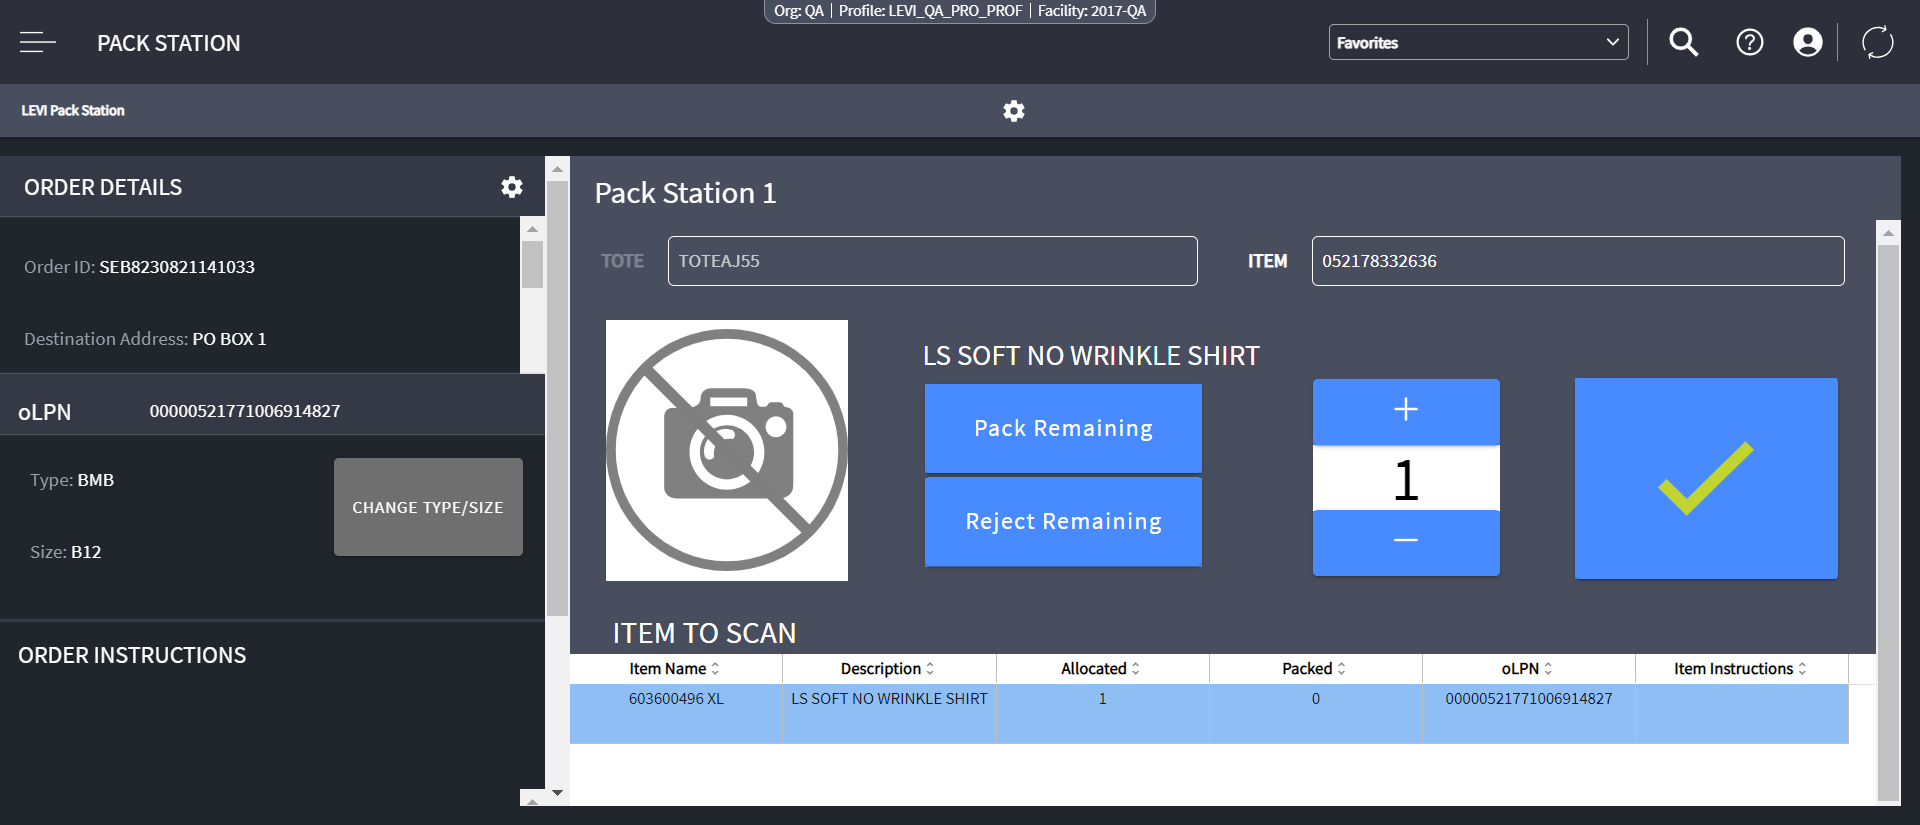 Org: QA | Profile: LEVI_QA_PRO_PROF | Facility: 2017-QA
PACK STATION
Favorites
LEVI Pack Station
ORDER DETAILS
Order ID: SEB8230821141033
Destination Address: PO BOX 1
oLPN 00000521771006914827
Type: BMB
CHANGE TYPE/SIZE
Size: B12
ORDER INSTRUCTIONS
Pack Station 1
TOTE TOTEAJ55 ITEM 052178332636
LS SOFT NO WRINKLE SHIRT
Pack Remaining
Reject Remaining
+
1
–
ITEM TO SCAN
Item Name Description Allocated Packed oLPN Item Instructions
603600496 XL LS SOFT NO WRINKLE SHIRT 1 0 00000521771006914827